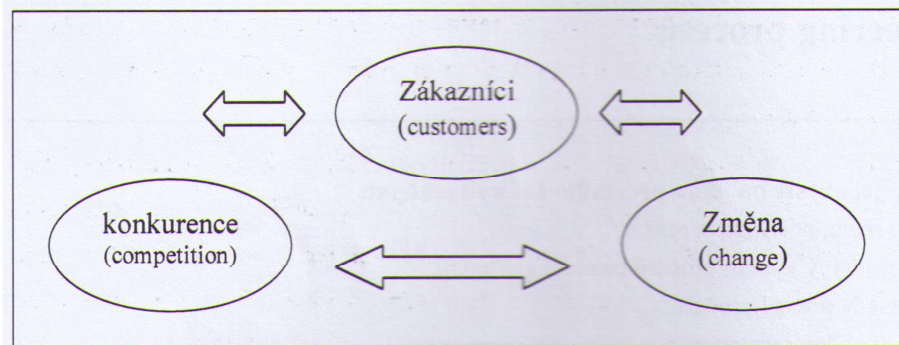 Zákazníci
(customers)
konkurence
(competition)
Změna
(change)